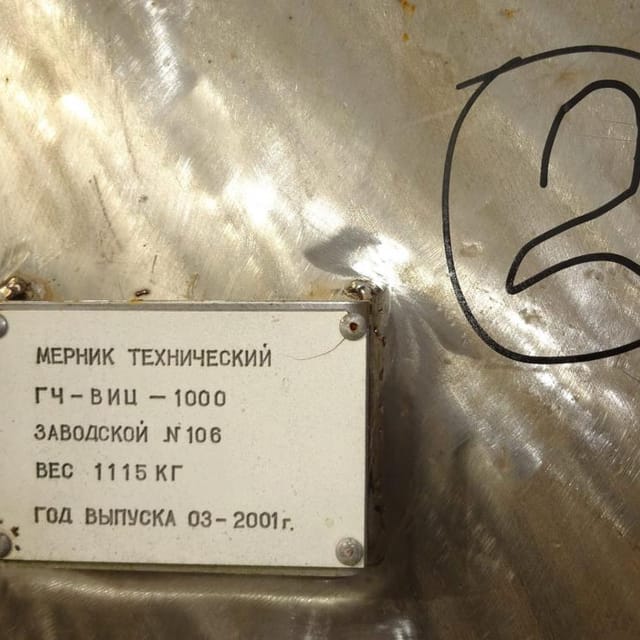 2
МЕРНИК ТЕХНИЧЕСКИЙ
ГЧ-ВИЦ-1000
ЗАВОДСКОЙ №106
ВЕС 1115 КГ
ГОД ВЫПУСКА 03-2001г.